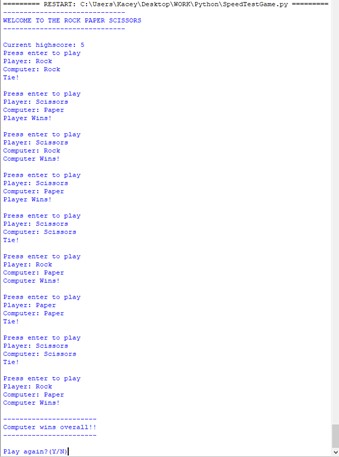 ========= RESTART: C:\Users\Kacey\Desktop\WORK\Python\SpeedTestGame.py =========
----------------------------
WELCOME TO THE ROCK PAPER SCISSORS
----------------------------
Current highscore: 5
Press enter to play
Player: Rock
Computer: Rock
Tie!
Press enter to play
Player: Scissors
Computer: Paper
Player Wins!
Press enter to play
Player: Scissors
Computer: Rock
Computer Wins!
Press enter to play
Player: Scissors
Computer: Paper
Player Wins!
Press enter to play
Player: Scissors
Computer: Scissors
Tie!
Press enter to play
Player: Rock
Computer: Paper
Computer Wins!
Press enter to play
Player: Paper
Computer: Paper
Tie!
Press enter to play
Player: Scissors
Computer: Scissors
Tie!
Press enter to play
Player: Rock
Computer: Paper
Computer Wins!
-----------------------
Computer wins overall!!
-----------------------
Play again?(Y/N)